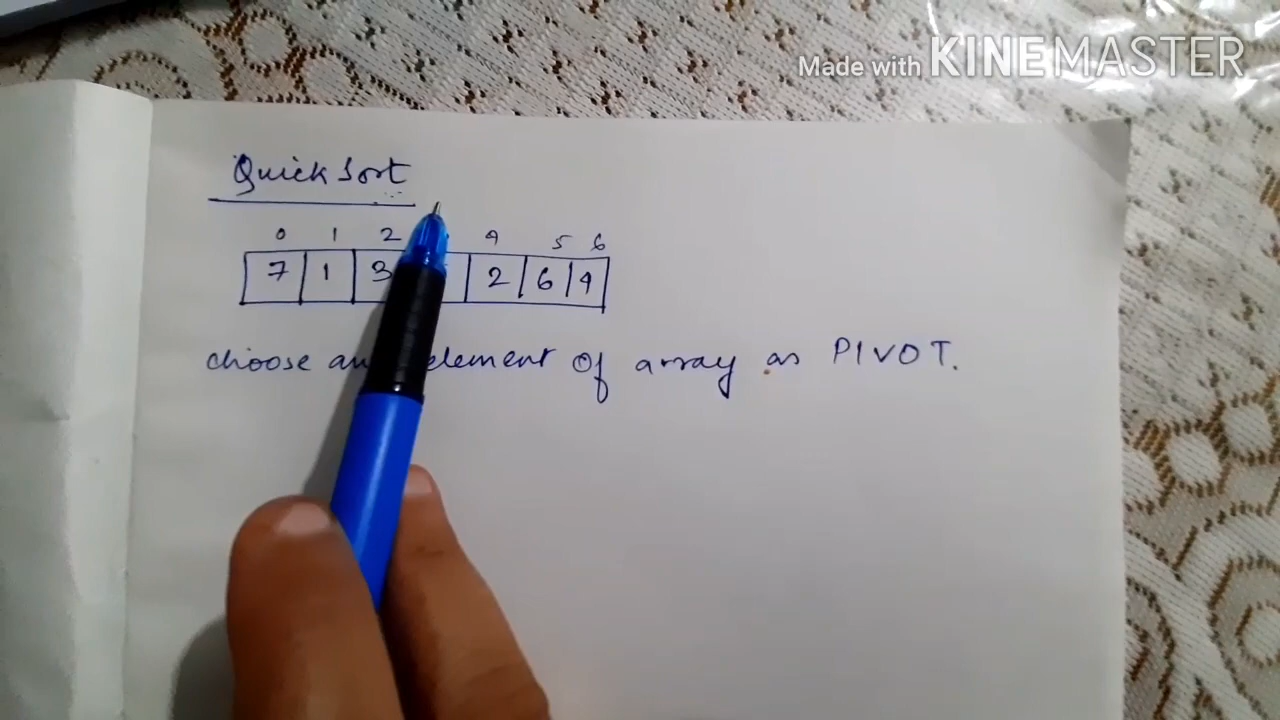 Made with KINEMASTER
Quick Sort
0 1 2 4 5 6
7 1 3 2 6 4
choose an element of array as PIVOT.